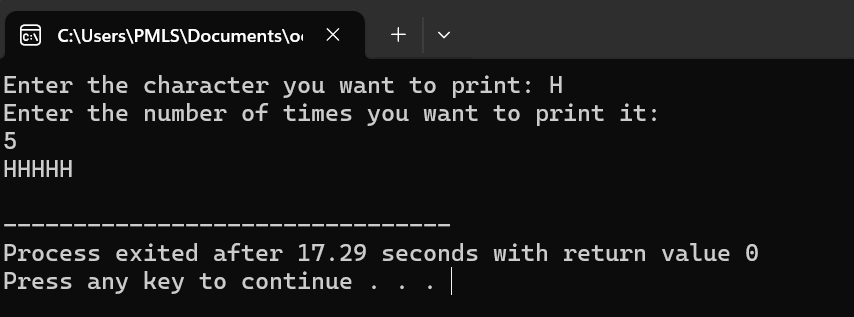 C:\Users\PMLS\Documents\o
Enter the character you want to print: H
Enter the number of times you want to print it:
5
HHHHH
--------------------------------
Process exited after 17.29 seconds with return value 0
Press any key to continue . . .